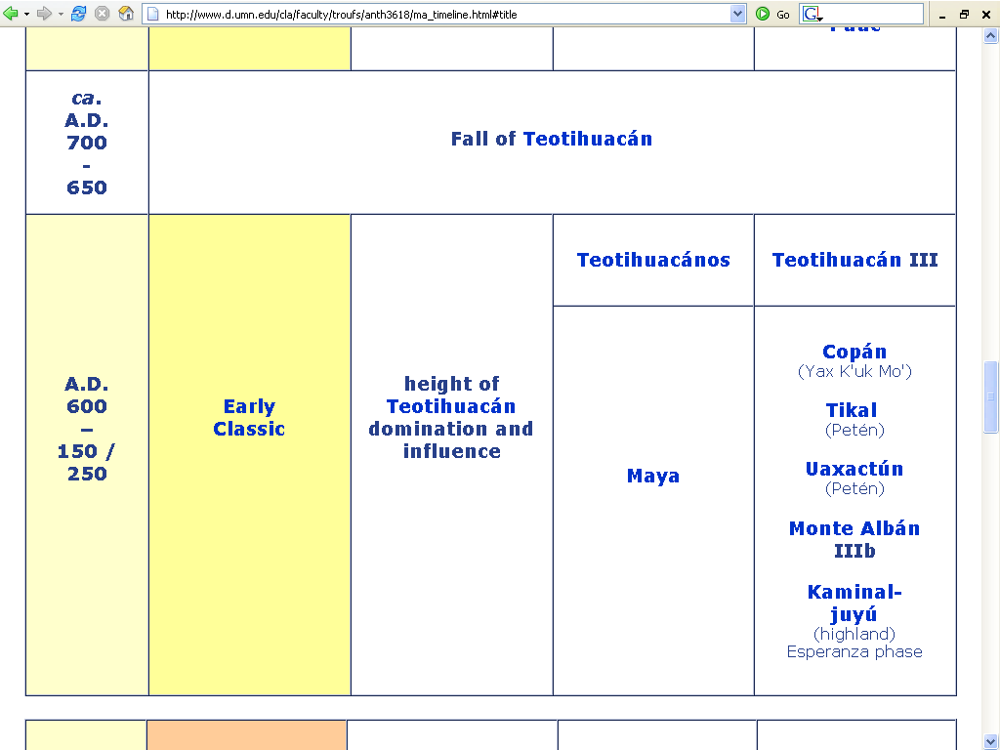 http://www.d.umn.edu/cla/faculty/troufs/anth3618/ma_timeline.html#title
Go
G
ca.
A.D.
700
-
650
Fall of Teotihuacán
A.D.
600
–
150 /
250
Early
Classic
height of
Teotihuacán
domination and
influence
Teotihuacános
Teotihuacán III
Maya
Copán
(Yax K'uk Mo')
Tikal
(Petén)
Uaxactún
(Petén)
Monte Albán
IIIb
Kaminal-
juyú
(highland)
Esperanza phase